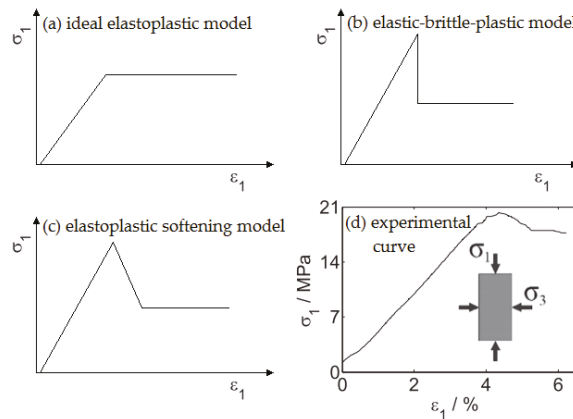 (a) ideal elastoplastic model
σ₁
ε₁
(b) elastic-brittle-plastic model
σ₁
ε₁
(c) elastoplastic softening model
σ₁
ε₁
(d) experimental
curve
21
14
7
0
σ₁ / MPa
σ₁
σ₃
0 2 4 6
ε₁ / %